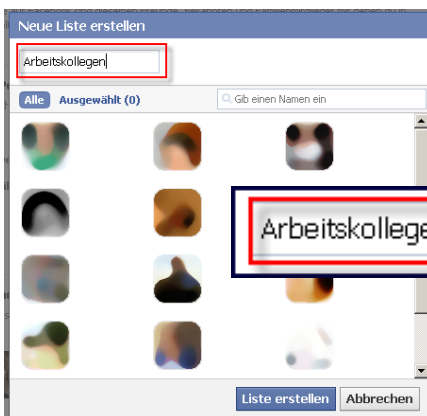 Neue Liste erstellen
Arbeitskollegen
Alle Ausgewählt (0) Gib einen Namen ein
Arbeitskollege
Liste erstellen Abbrechen